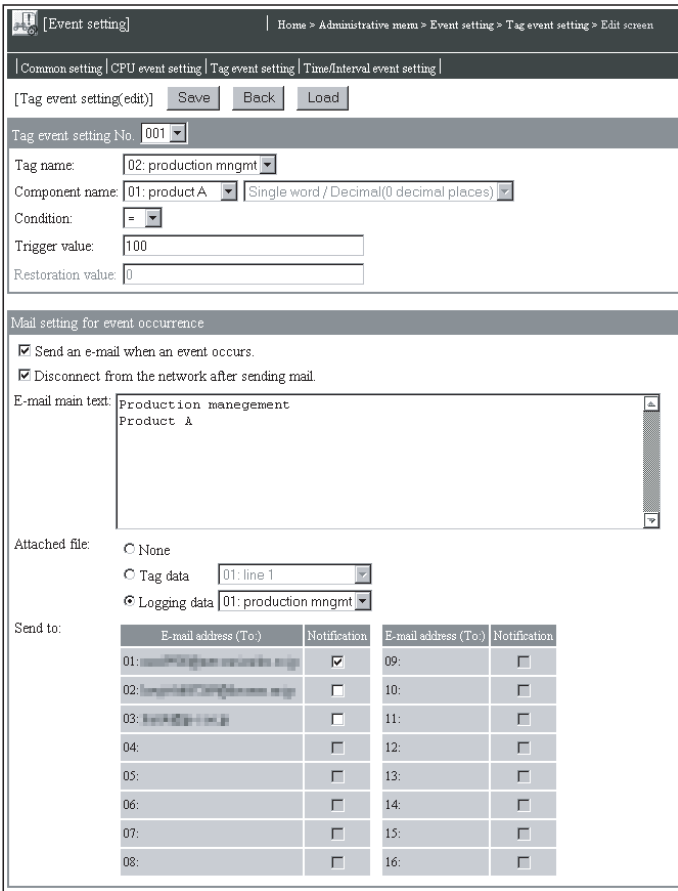 [Event setting]
Home > Administrative menu > Event setting > Tag event setting > Edit screen
Common setting | CPU event setting | Tag event setting | Time/Interval event setting
[Tag event setting(edit)] Save Back Load
Tag event setting No. 001
Tag name: 02: production mngmt
Component name: 01: product A Single word / Decimal(0 decimal places)
Condition: =
Trigger value: 100
Restoration value: 0
Mail setting for event occurrence
Send an e-mail when an event occurs.
Disconnect from the network after sending mail.
E-mail main text: Production manegement
Product A
Attached file:
None
Tag data 01: line 1
Logging data 01: production mngmt
Send to:
E-mail address (To:) Notification E-mail address (To:) Notification
01: 09:
02: 10:
03: 11:
04: 12:
05: 13:
06: 14:
07: 15:
08: 16: